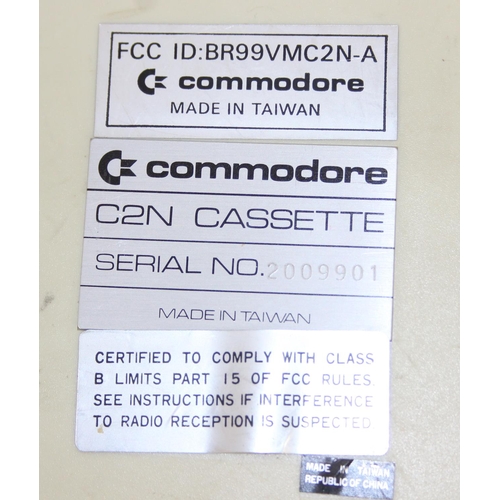 FCC ID:BR99VMC2N-A
commodore
MADE IN TAIWAN
commodore
C2N CASSETTE
SERIAL NO. 2009901
MADE IN TAIWAN
CERTIFIED TO COMPLY WITH CLASS
B LIMITS PART 15 OF FCC RULES.
SEE INSTRUCTIONS IF INTERFERENCE
TO RADIO RECEPTION IS SUSPECTED.
MADE IN TAIWAN
REPUBLIC OF CHINA